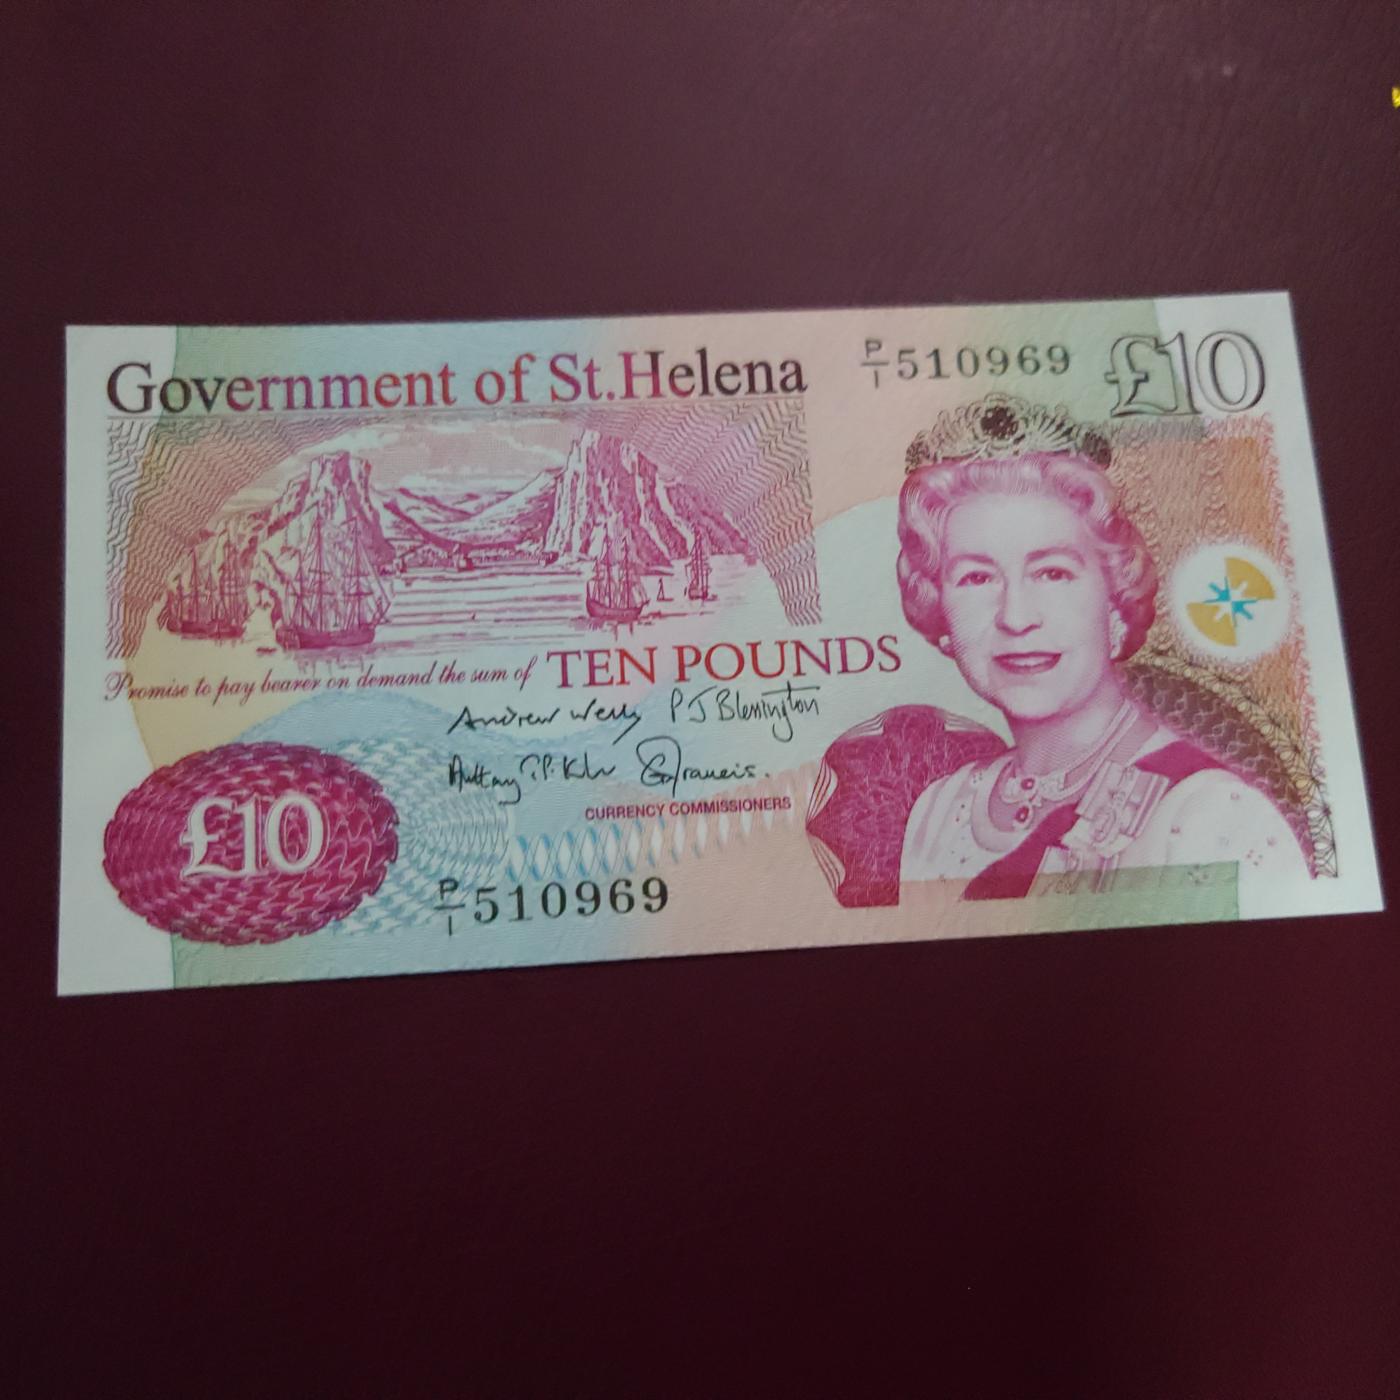 Government of St.Helena
P/1 510969
£10
Promise to pay bearer on demand the sum of TEN POUNDS
Andrew Wells P J Blessington
Francis.
CURRENCY COMMISSIONERS
£10
P/1 510969